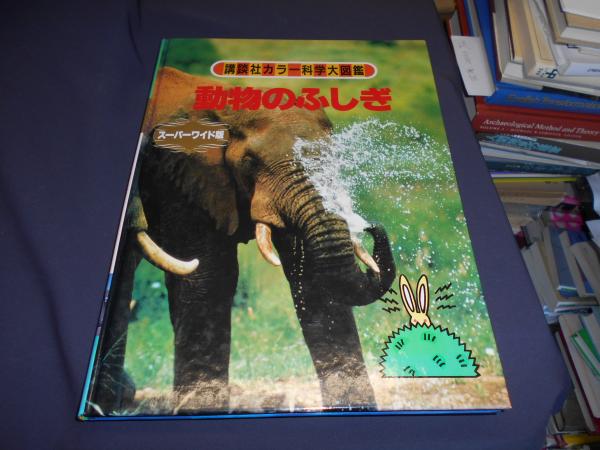 講談社カラー科学大図鑑
動物のふしぎ
スーパーワイド版
Archaeological Method and Theory